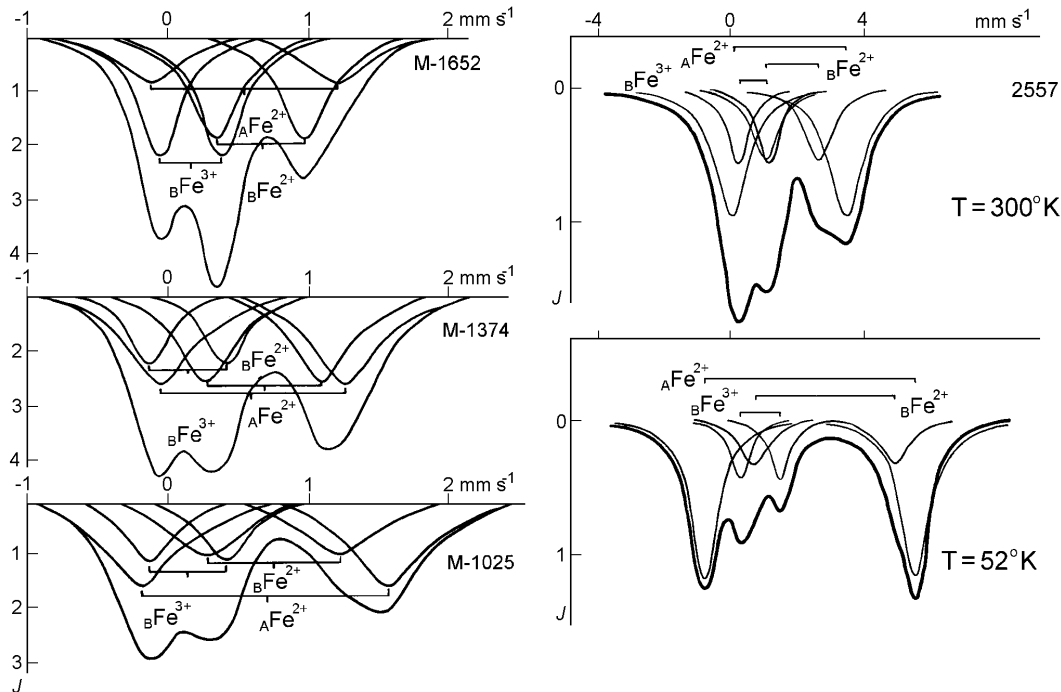 -1 0 1 2 mm s⁻¹
M-1652
1
AFe²⁺
2
BFe³⁺
BFe²⁺
3
4
-1 0 1 2 mm s⁻¹
M-1374
2
BFe²⁺
3
AFe²⁺
BFe³⁺
4
-1 0 1 2 mm s⁻¹
1
M-1025
BFe²⁺
2
BFe³⁺
AFe²⁺
3
J
-4 0 4 mm s⁻¹
AFe²⁺
BFe³⁺
BFe²⁺
0
2557
1
T = 300°K
J
-4 0 4
AFe²⁺
BFe³⁺
BFe²⁺
0
1
T = 52°K
J